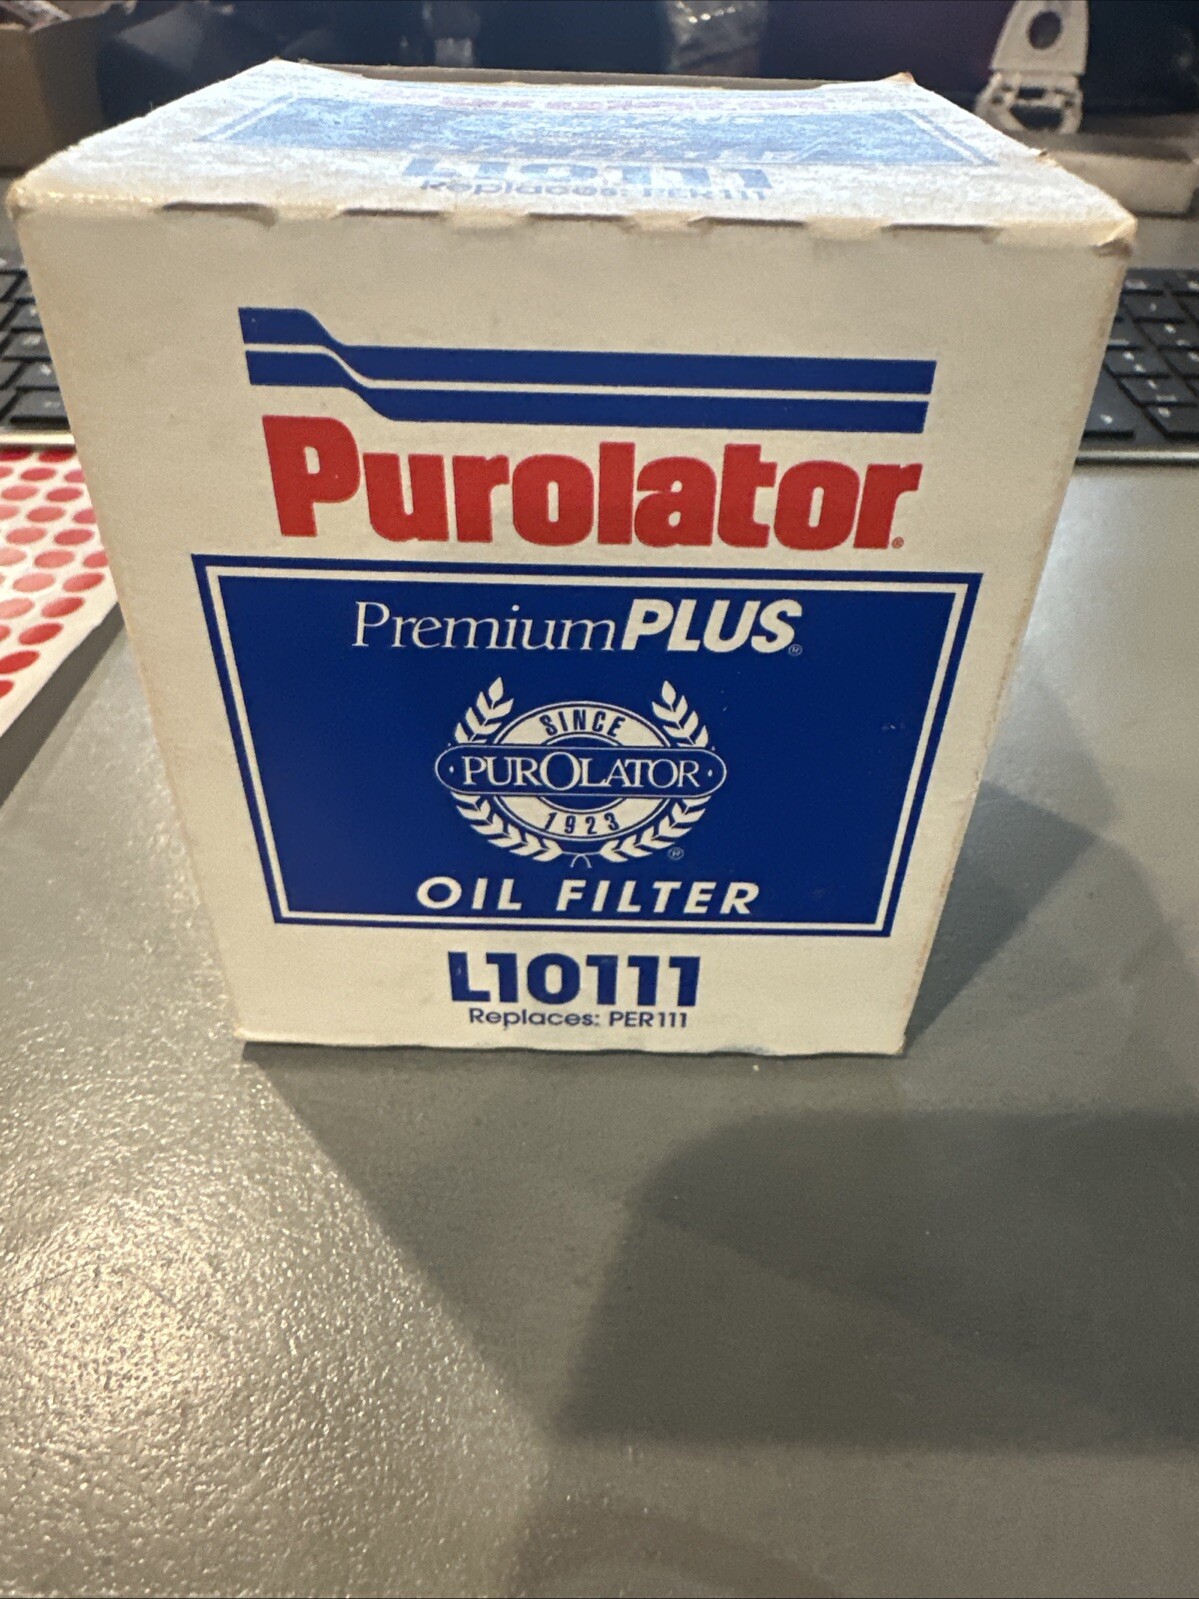 L10111
Replaces: PER111
Purolator®
PremiumPLUS®
SINCE
PUROLATOR
1923
®
OIL FILTER
L10111
Replaces: PER111